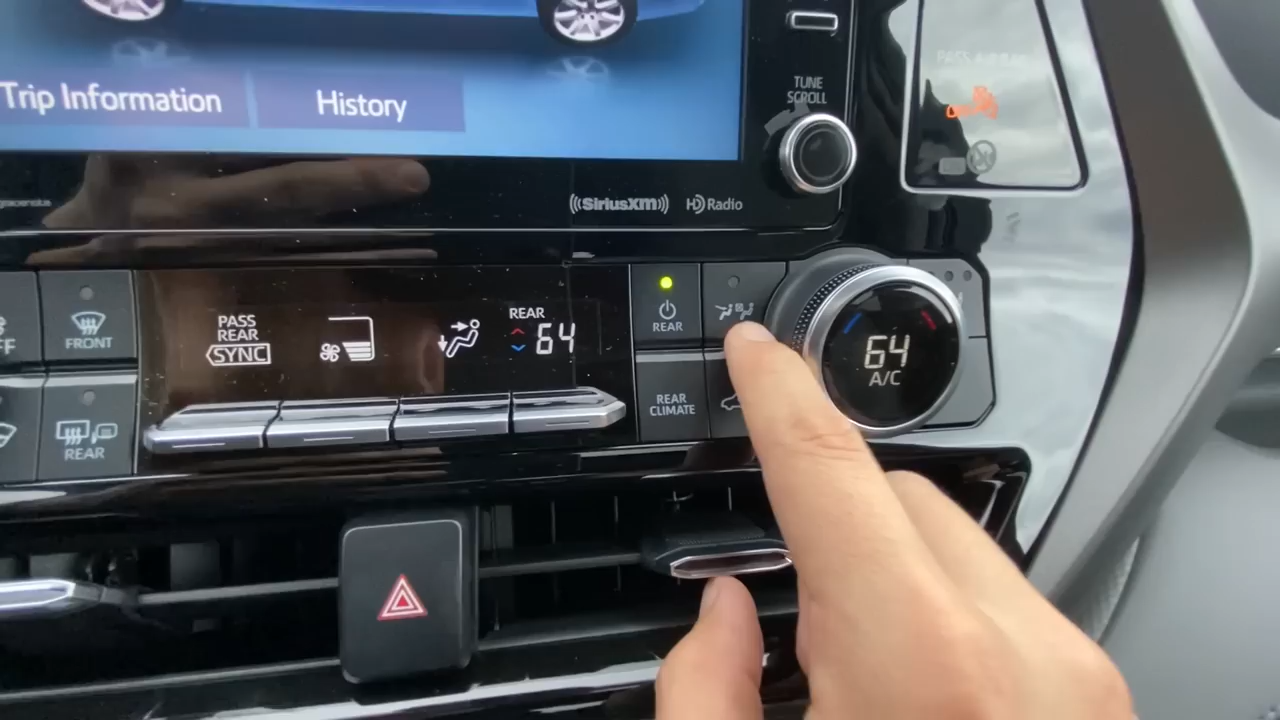 Trip Information
History
TUNE
SCROLL
((SiriusXM))
HD Radio
FRONT
PASS
REAR
SYNC
REAR
64
REAR
64
A/C
REAR
REAR
CLIMATE